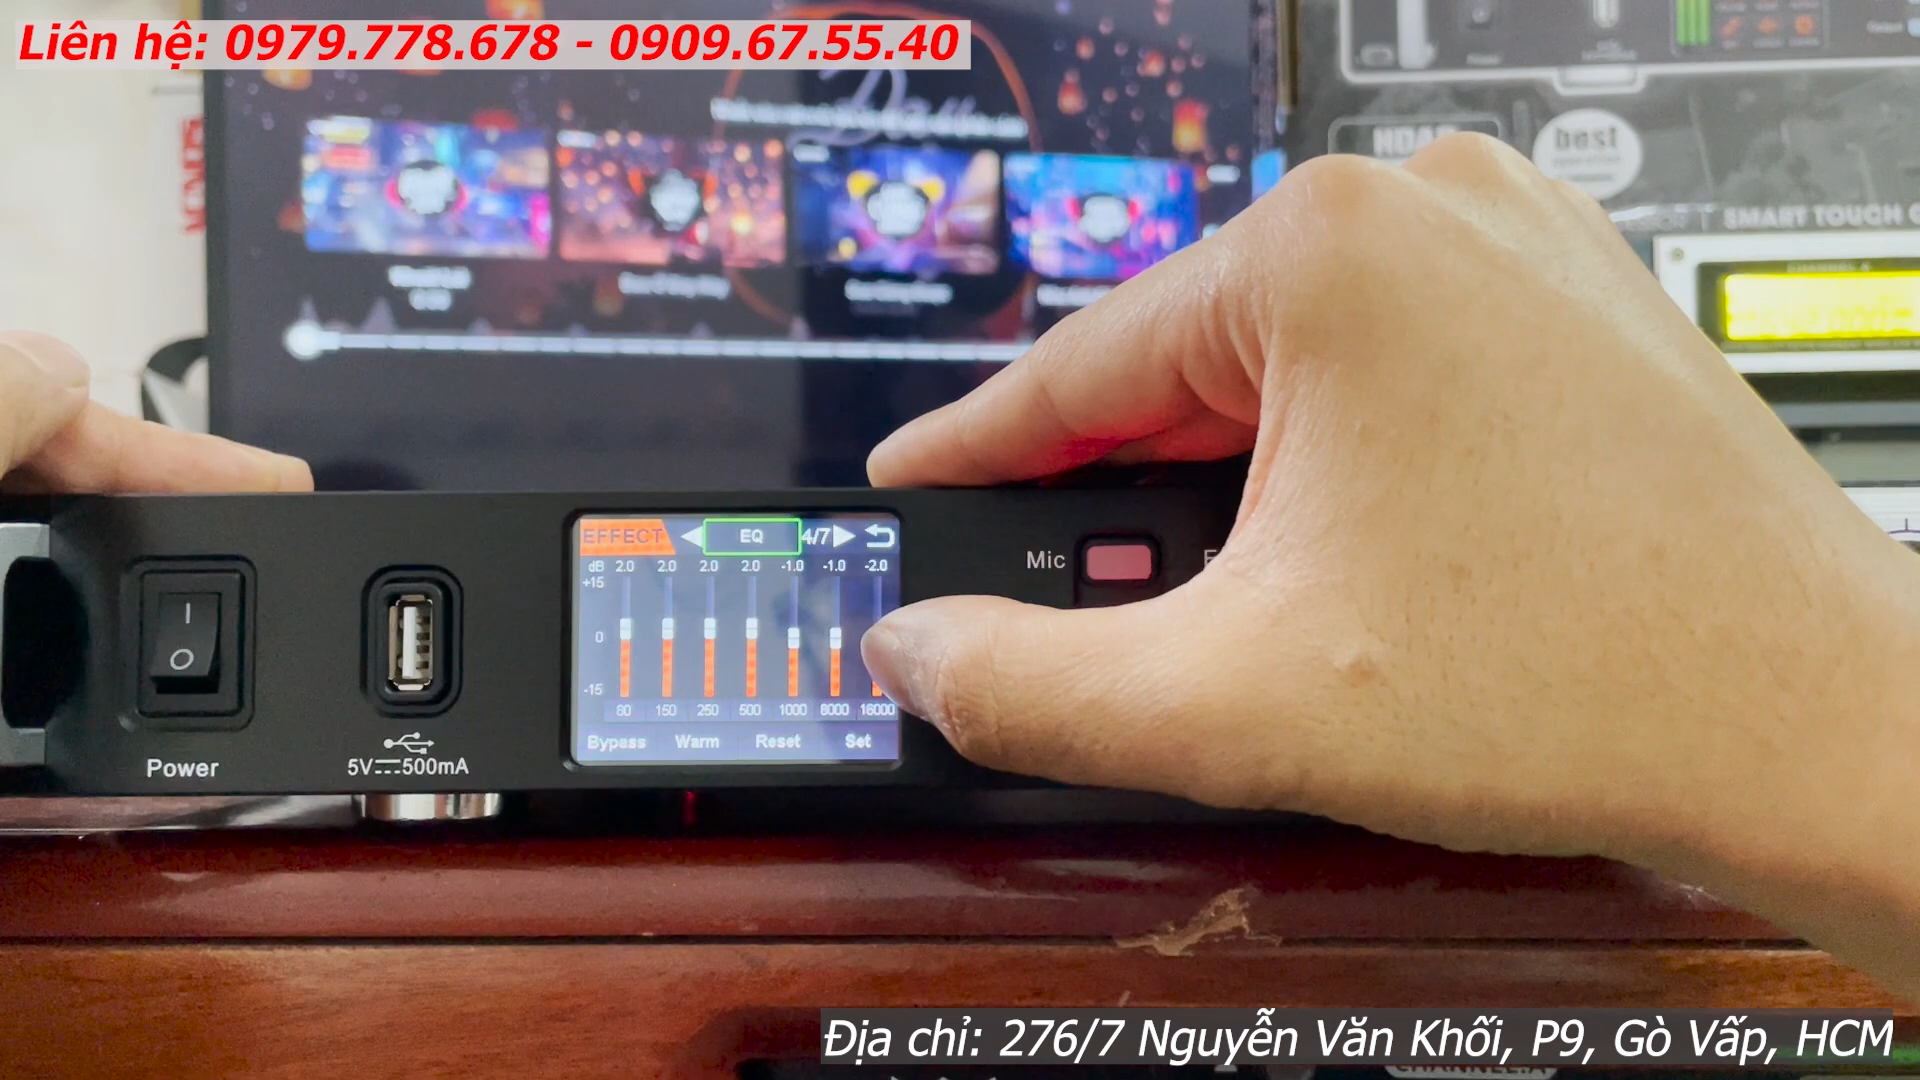 Liên hệ: 0979.778.678 - 0909.67.55.40
best
SMART TOUCH
EFFECT EQ 4/7
dB 2.0 2.0 2.0 2.0 -1.0 -1.0 -2.0
+15
0
-15
80 150 250 500 1000 8000 16000
Bypass Warm Reset Set
Mic
Power
5V 500mA
Địa chỉ: 276/7 Nguyễn Văn Khối, P9, Gò Vấp, HCM